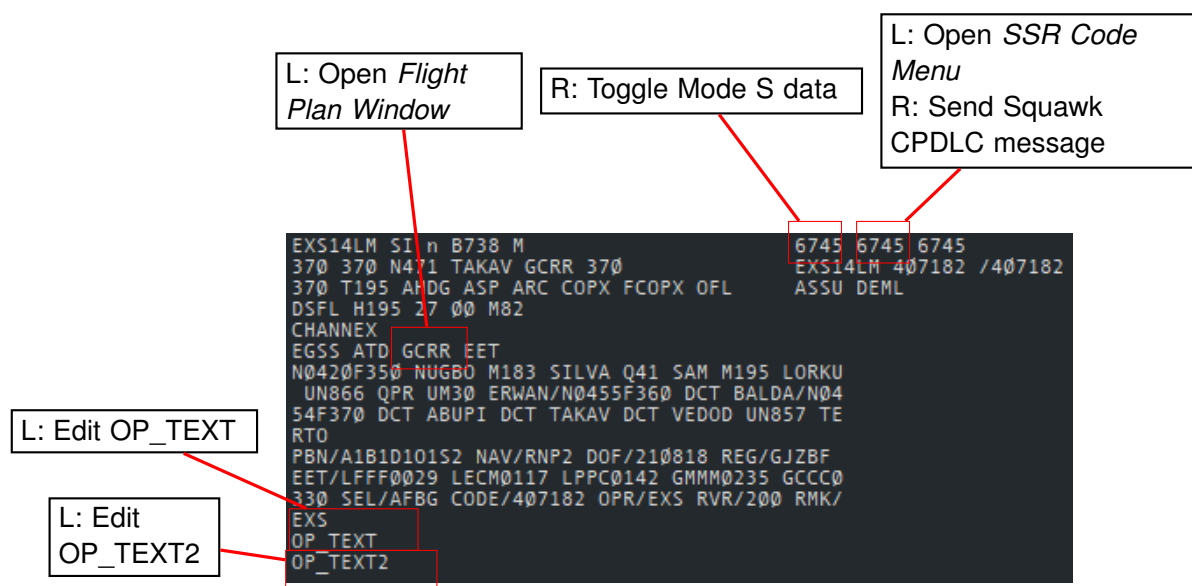 L: Open Flight
Plan Window
R: Toggle Mode S data
L: Open SSR Code
Menu
R: Send Squawk
CPDLC message
EXS14LM SI n B738 M 6745 6745 6745
37Ø 37Ø N471 TAKAV GCRR 37Ø EXS14LM 4Ø7182 /4Ø7182
37Ø T195 AHDG ASP ARC COPX FCOPX OFL ASSU DEML
DSFL H195 27 ØØ M82
CHANNEX
EGSS ATD GCRR EET
NØ42ØF35Ø NUGBO M183 SILVA Q41 SAM M195 LORKU
UN866 QPR UM3Ø ERWAN/NØ455F36Ø DCT BALDA/NØ4
54F37Ø DCT ABUPI DCT TAKAV DCT VEDOD UN857 TE
RTO
PBN/A1B1D1O1S2 NAV/RNP2 DOF/21Ø818 REG/GJZBF
EET/LFFFØØ29 LECMØ117 LPPCØ142 GMMMØ235 GCCCØ
33Ø SEL/AFBG CODE/4Ø7182 OPR/EXS RVR/2ØØ RMK/
EXS
OP_TEXT
OP_TEXT2
L: Edit OP_TEXT
L: Edit
OP_TEXT2